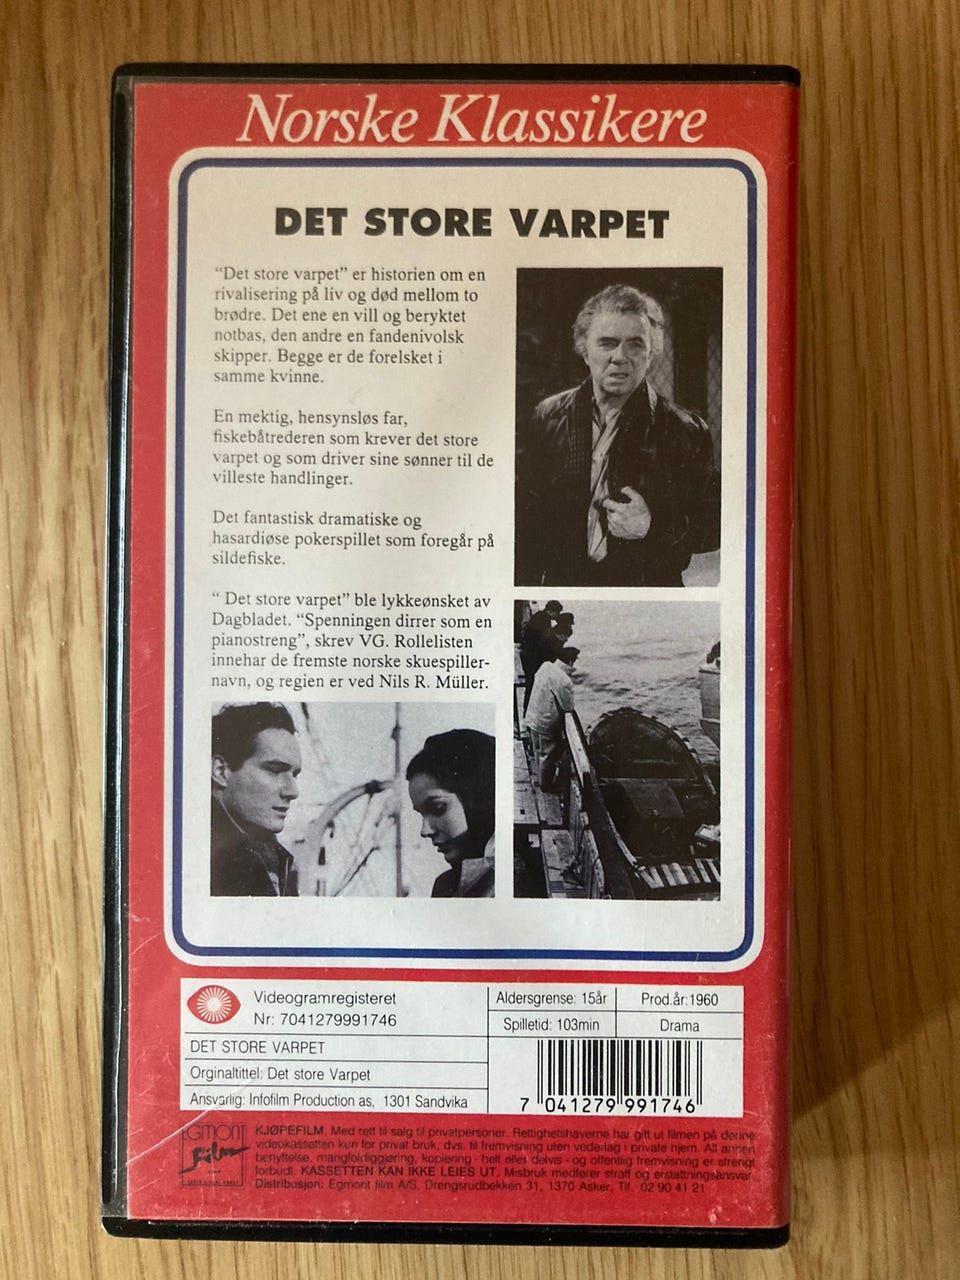 Norske Klassikere
DET STORE VARPET
“Det store varpet” er historien om en
rivalisering på liv og død mellom to
brødre. Det ene en vill og beryktet
notbas, den andre en fandenivolsk
skipper. Begge er de forelsket i
samme kvinne.
En mektig, hensynsløs far,
fiskebåtrederen som krever det store
varpet og som driver sine sønner til de
villeste handlinger.
Det fantastisk dramatiske og
hasardiøse pokerspillet som foregår på
sildefiske.
“ Det store varpet” ble lykkeønsket av
Dagbladet. “Spenningen dirrer som en
pianostreng”, skrev VG. Rollelisten
innehar de fremste norske skuespiller-
navn, og regien er ved Nils R. Müller.
Videogramregisteret
Nr: 7041279991746
DET STORE VARPET
Orginaltittel: Det store Varpet
Ansvarlig: Infofilm Production as, 1301 Sandvika
Aldersgrense: 15år
Prod.år:1960
Spilletid: 103min
Drama
7 041279 991746
EGMONT
film
KJØPEFILM. Med rett til salg til privatpersoner. Rettighetshaverne har gitt ut filmen på denne
videokassetten kun for privat bruk, dvs. til fremvisning uten vederlag i private hjem. All annen
benyttelse, mangfoldiggjøring, kopiering - helt eller delvis - og offentlig fremvisning er strengt
forbudt. KASSETTEN KAN IKKE LEIES UT. Misbruk medfører straff og erstatningsansvar.
Distribusjon: Egmont film A/S, Drengsrudbekken 31, 1370 Asker, Tlf. 02 90 41 21